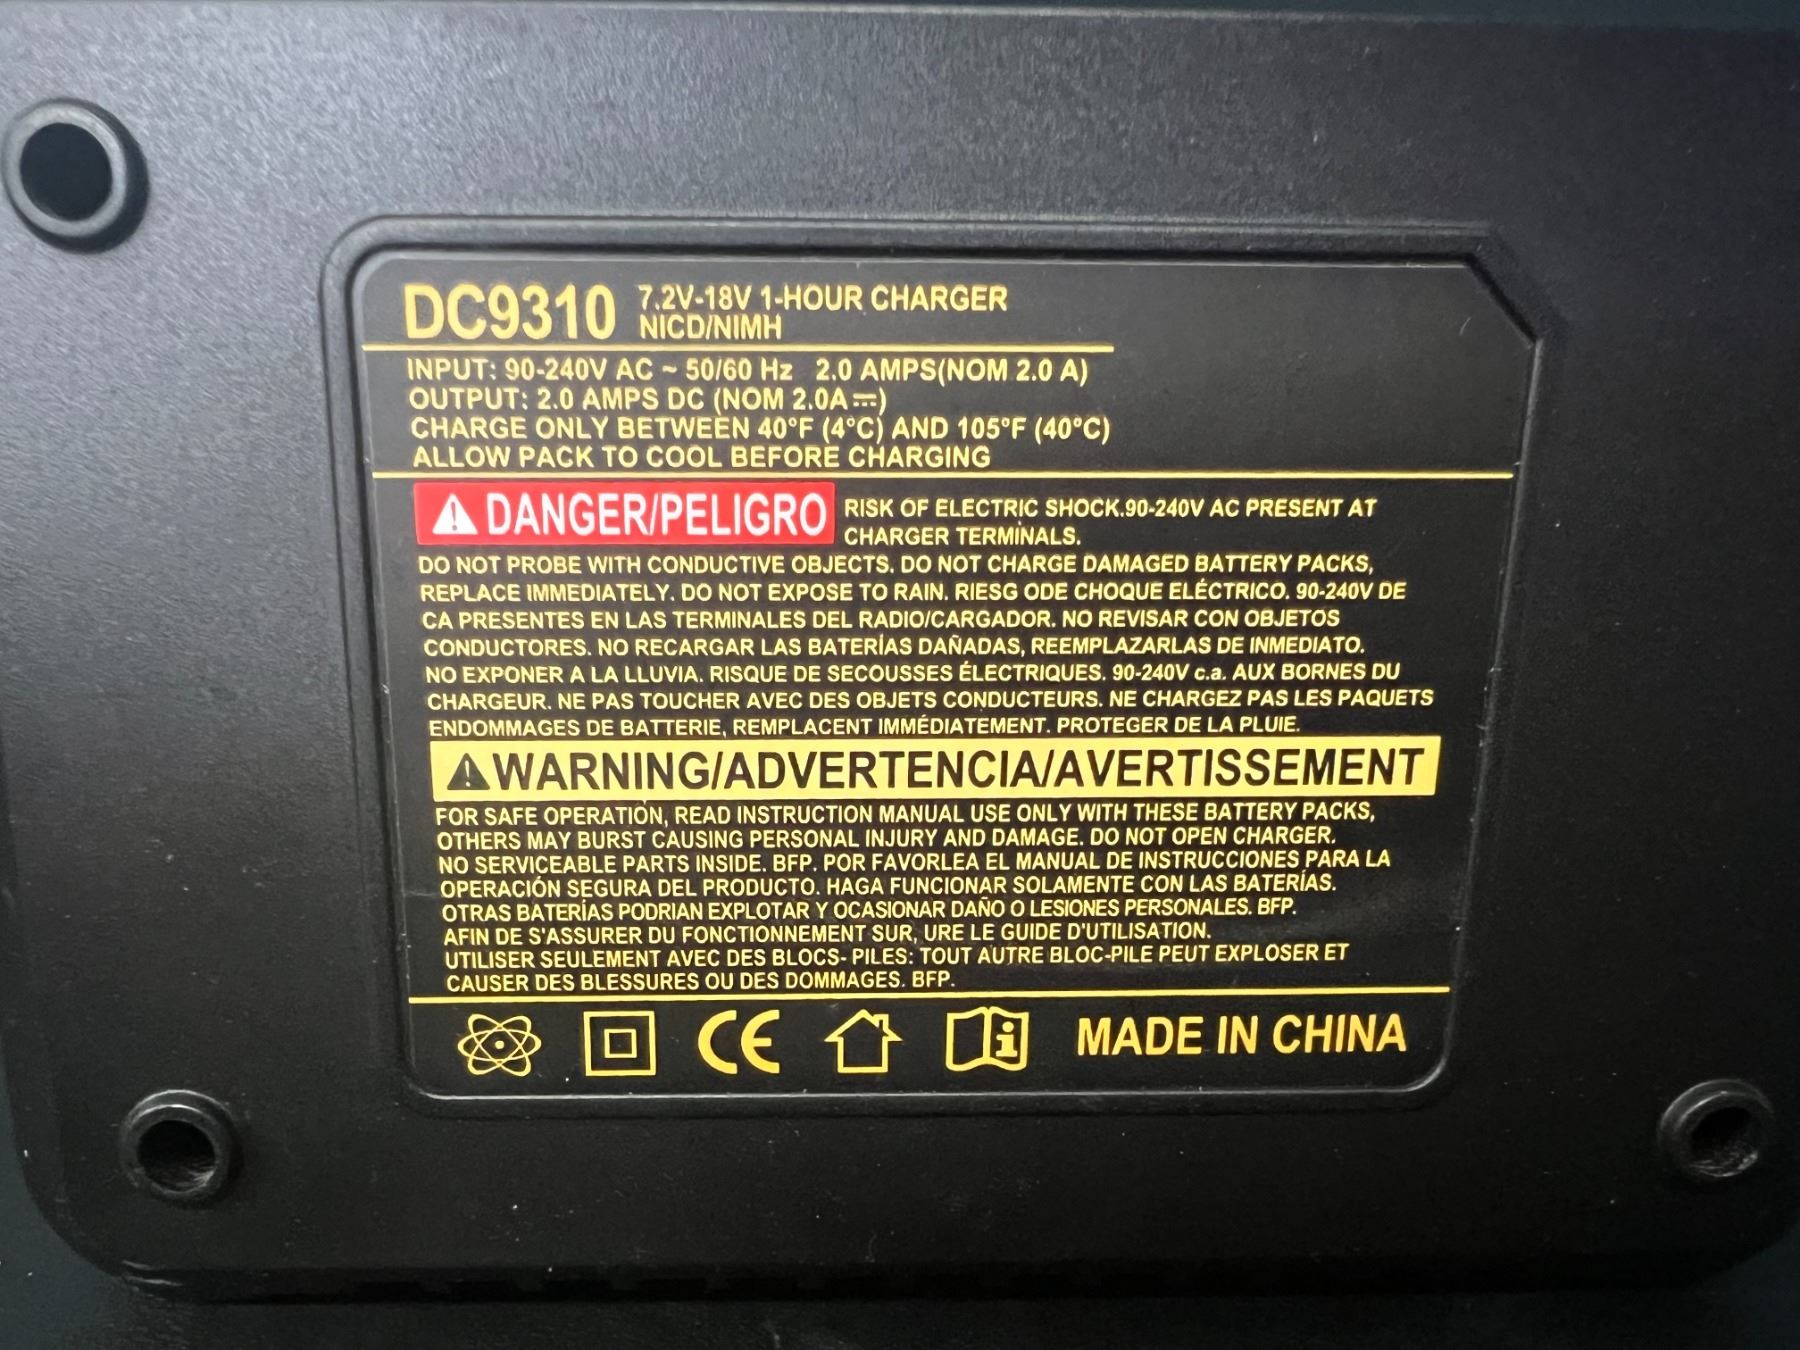 DC9310 7.2V-18V 1-HOUR CHARGER
NICD/NIMH
INPUT: 90-240V AC ~ 50/60 Hz 2.0 AMPS(NOM 2.0 A)
OUTPUT: 2.0 AMPS DC (NOM 2.0A⎓)
CHARGE ONLY BETWEEN 40°F (4°C) AND 105°F (40°C)
ALLOW PACK TO COOL BEFORE CHARGING
⚠ DANGER/PELIGRO RISK OF ELECTRIC SHOCK.90-240V AC PRESENT AT
CHARGER TERMINALS.
DO NOT PROBE WITH CONDUCTIVE OBJECTS. DO NOT CHARGE DAMAGED BATTERY PACKS,
REPLACE IMMEDIATELY. DO NOT EXPOSE TO RAIN. RIESG ODE CHOQUE ELÉCTRICO. 90-240V DE
CA PRESENTES EN LAS TERMINALES DEL RADIO/CARGADOR. NO REVISAR CON OBJETOS
CONDUCTORES. NO RECARGAR LAS BATERÍAS DAÑADAS, REEMPLAZARLAS DE INMEDIATO.
NO EXPONER A LA LLUVIA. RISQUE DE SECOUSSES ÉLECTRIQUES. 90-240V c.a. AUX BORNES DU
CHARGEUR. NE PAS TOUCHER AVEC DES OBJETS CONDUCTEURS. NE CHARGEZ PAS LES PAQUETS
ENDOMMAGES DE BATTERIE, REMPLACENT IMMÉDIATEMENT. PROTEGER DE LA PLUIE.
⚠WARNING/ADVERTENCIA/AVERTISSEMENT
FOR SAFE OPERATION, READ INSTRUCTION MANUAL USE ONLY WITH THESE BATTERY PACKS,
OTHERS MAY BURST CAUSING PERSONAL INJURY AND DAMAGE. DO NOT OPEN CHARGER.
NO SERVICEABLE PARTS INSIDE. BFP. POR FAVORLEA EL MANUAL DE INSTRUCCIONES PARA LA
OPERACIÓN SEGURA DEL PRODUCTO. HAGA FUNCIONAR SOLAMENTE CON LAS BATERÍAS.
OTRAS BATERÍAS PODRIAN EXPLOTAR Y OCASIONAR DAÑO O LESIONES PERSONALES. BFP.
AFIN DE S'ASSURER DU FONCTIONNEMENT SUR, URE LE GUIDE D'UTILISATION.
UTILISER SEULEMENT AVEC DES BLOCS- PILES: TOUT AUTRE BLOC-PILE PEUT EXPLOSER ET
CAUSER DES BLESSURES OU DES DOMMAGES. BFP.
CE i MADE IN CHINA